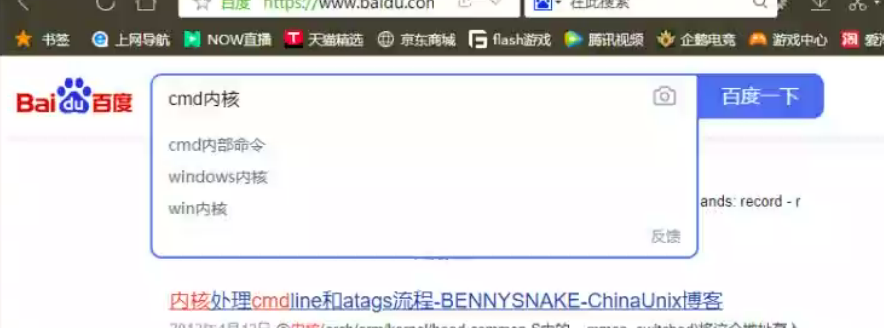 百度 https://www.baidu.con 在此搜索
书签 上网导航 NOW直播 天猫精选 京东商城 flash游戏 腾讯视频 企鹅电竞 游戏中心 爱淘
Bai du 百度 cmd内核 百度一下
cmd内部命令
windows内核
win内核
ands: record - r
反馈
内核处理cmdline和atags流程-BENNYSNAKE-ChinaUnix博客